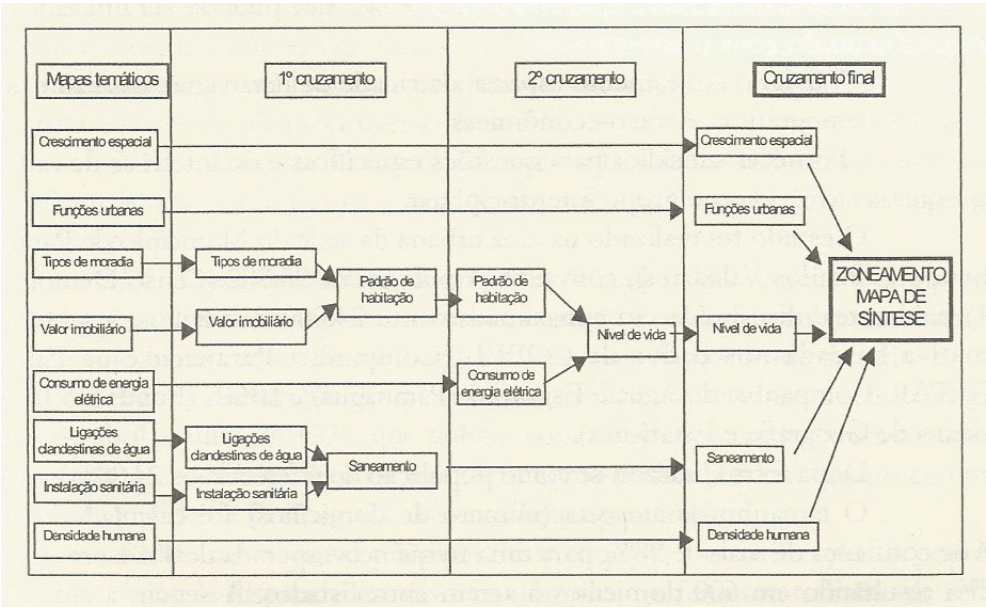 Mapas temáticos
1º cruzamento
2º cruzamento
Cruzamento final
Crescimento espacial
Crescimento espacial
Funções urbanas
Funções urbanas
Tipos de moradia
Tipos de moradia
Padrão de
habitação
Padrão de
habitação
ZONEAMENTO
MAPA DE
SÍNTESE
Valor imobiliário
Valor imobiliário
Nivel de vida
Nivel de vida
Consumo de energia
elétrica
Consumo de
energia elétrica
Ligações
clandestinas de água
Ligações
clandestinas de água
Saneamento
Saneamento
Instalação sanitária
Instalação sanitária
Densidade humana
Densidade humana